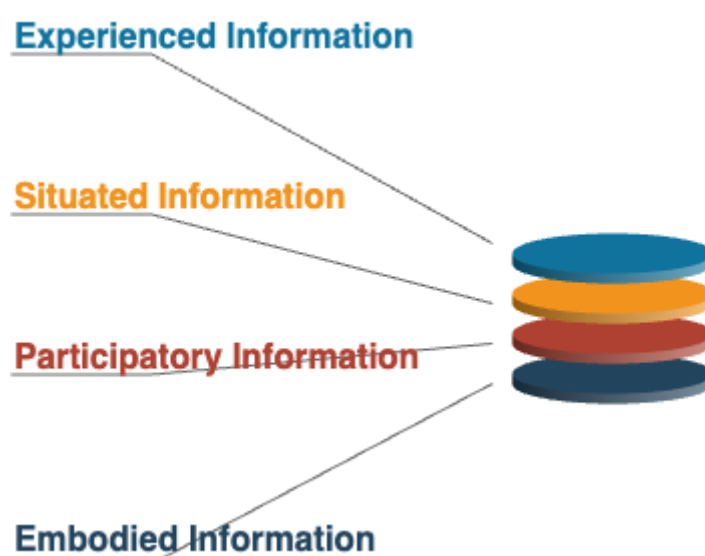 Experienced Information
Situated Information
Participatory Information
Embodied Information